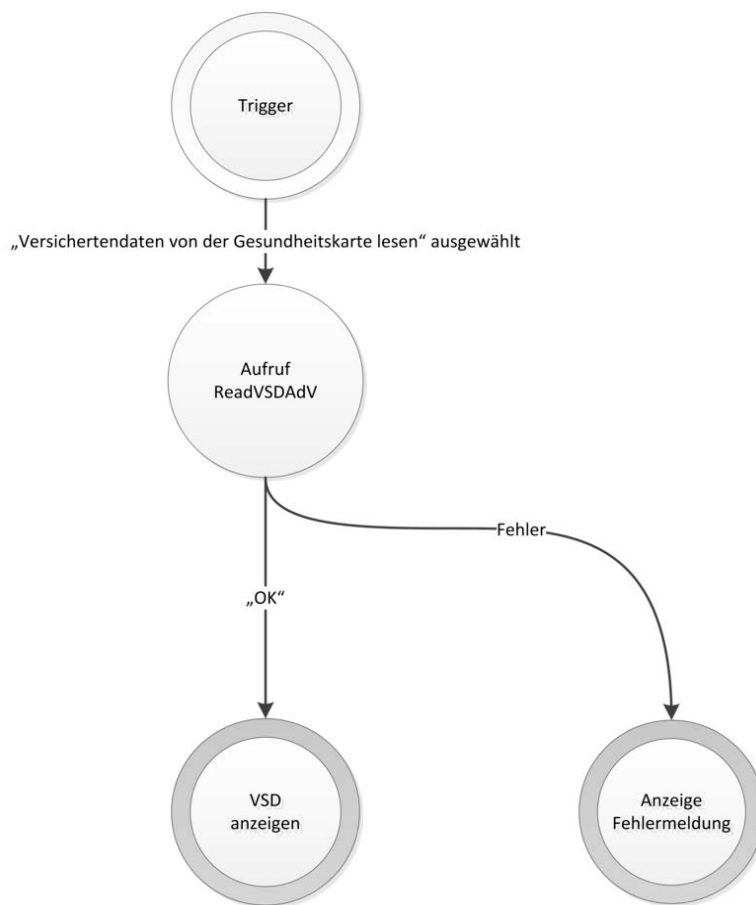 Trigger
„Versichertendaten von der Gesundheitskarte lesen“ ausgewählt
Aufruf
ReadVSDAdV
Fehler
„OK“
VSD
anzeigen
Anzeige
Fehlermeldung